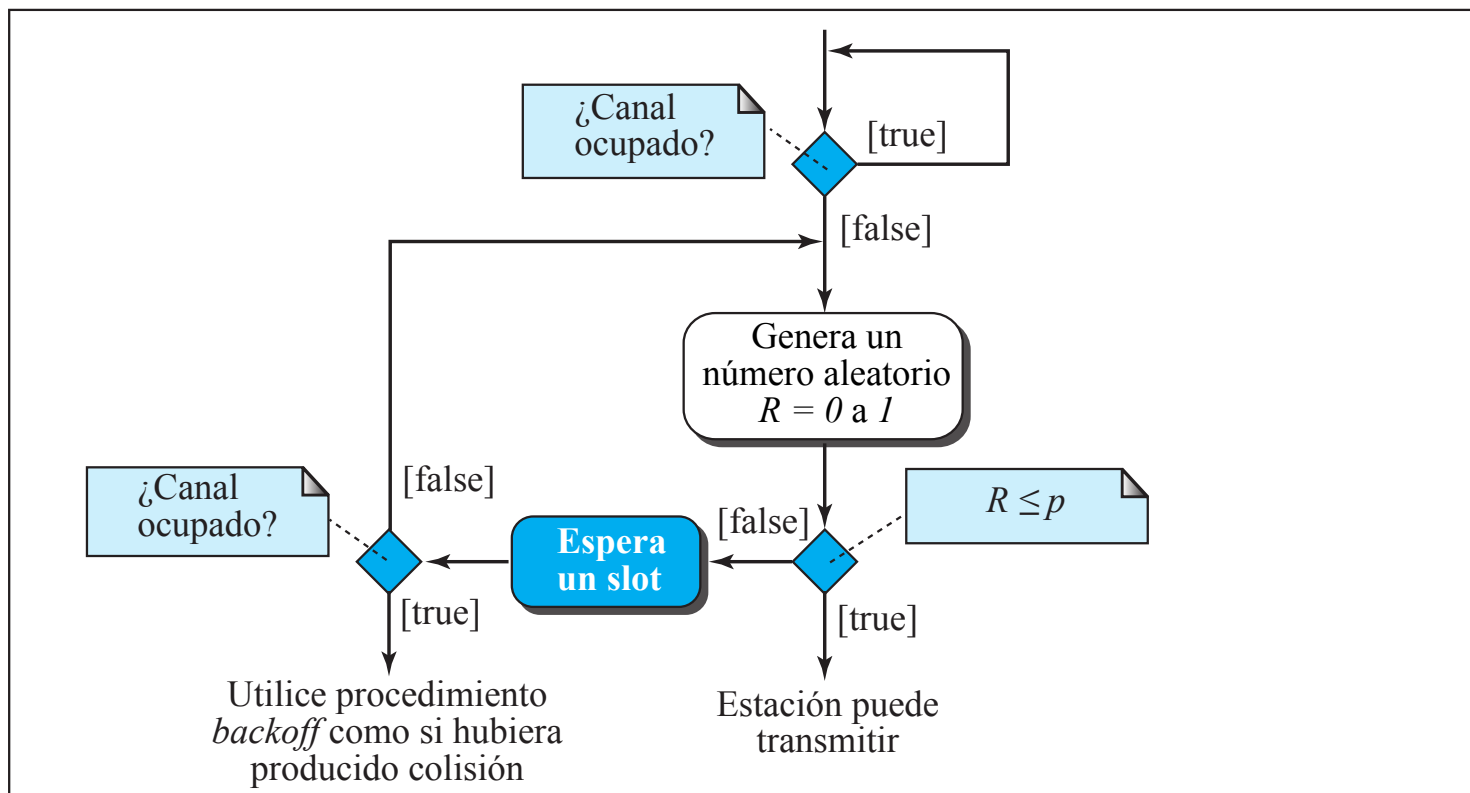 ¿Canal
ocupado?
[true]
[false]
Genera un
número aleatorio
R = 0 a 1
¿Canal
ocupado?
[false]
[false]
R ≤ p
Espera
un slot
[true]
[true]
Utilice procedimiento
backoff como si hubiera
producido colisión
Estación puede
transmitir